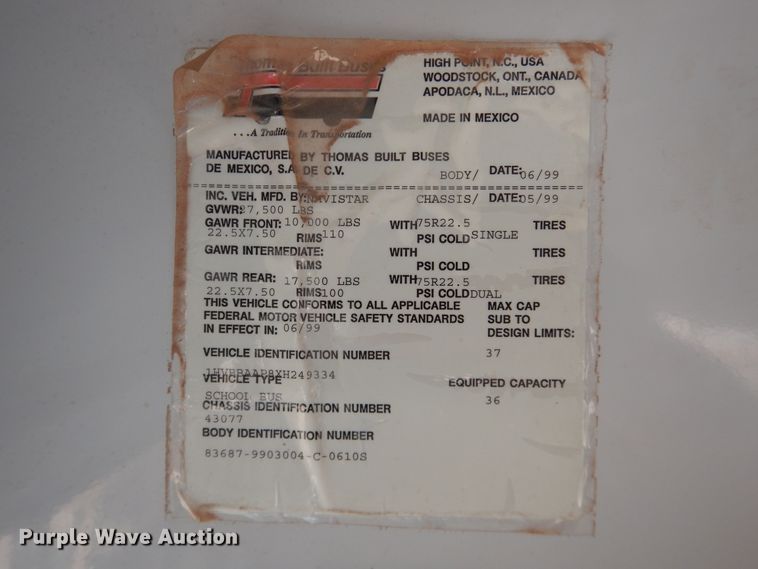 Thomas Built Buses
HIGH POINT, N.C., USA
WOODSTOCK, ONT., CANADA
APODACA, N.L., MEXICO
. . . A Tradition In Transportation
MADE IN MEXICO
MANUFACTURED BY THOMAS BUILT BUSES
DE MEXICO, S.A. DE C.V.
BODY/ DATE: 06/99
INC. VEH. MFD. BY: NAVISTAR CHASSIS/ DATE: 05/99
GVWR: 27,500 LBS
GAWR FRONT: 10,000 LBS WITH 75R22.5 TIRES
22.5X7.50 RIMS 110 PSI COLD SINGLE
GAWR INTERMEDIATE: WITH TIRES
RIMS PSI COLD
GAWR REAR: 17,500 LBS WITH 75R22.5 TIRES
22.5X7.50 RIMS 100 PSI COLD DUAL
THIS VEHICLE CONFORMS TO ALL APPLICABLE
FEDERAL MOTOR VEHICLE SAFETY STANDARDS
IN EFFECT IN: 06/99
MAX CAP
SUB TO
DESIGN LIMITS:
37
VEHICLE IDENTIFICATION NUMBER
VEHICLE TYPE
SCHOOL BUS
EQUIPPED CAPACITY
36
CHASSIS IDENTIFICATION NUMBER
43077
BODY IDENTIFICATION NUMBER
83687-9903004-C-0610S
Purple Wave Auction